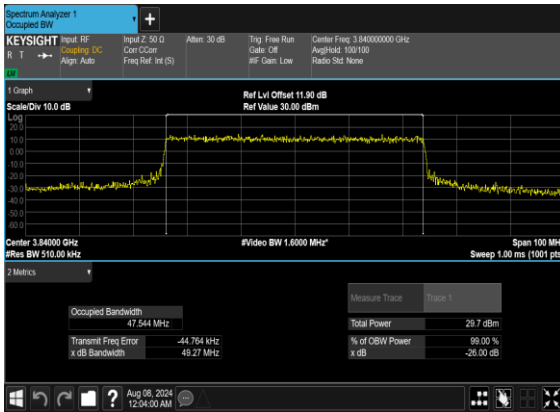 Spectrum Analyzer 1
Occupied BW
+
KEYSIGHT Input: RF Input Z: 50 Ω Atten: 30 dB Trig: Free Run Center Freq: 3.840000000 GHz
R T Coupling: DC Corr CCorr Gate: Off Avg|Hold: 100/100
Align: Auto Freq Ref: Int (S) #IF Gain: Low Radio Std: None
1 Graph
Scale/Div 10.0 dB Ref Lvl Offset 11.90 dB
Ref Value 30.00 dBm
Log
20.0
10.0
0.00
-10.0
-20.0
-30.0
-40.0
-50.0
-60.0
Center 3.84000 GHz #Video BW 1.6000 MHz* Span 100 MH
#Res BW 510.00 kHz Sweep 1.00 ms (1001 pts
2 Metrics
Measure Trace Trace 1
Occupied Bandwidth
47.544 MHz Total Power 29.7 dBm
Transmit Freq Error -44.764 kHz % of OBW Power 99.00 %
x dB Bandwidth 49.27 MHz x dB -26.00 dB
? Aug 08, 2024
12:04:00 AM